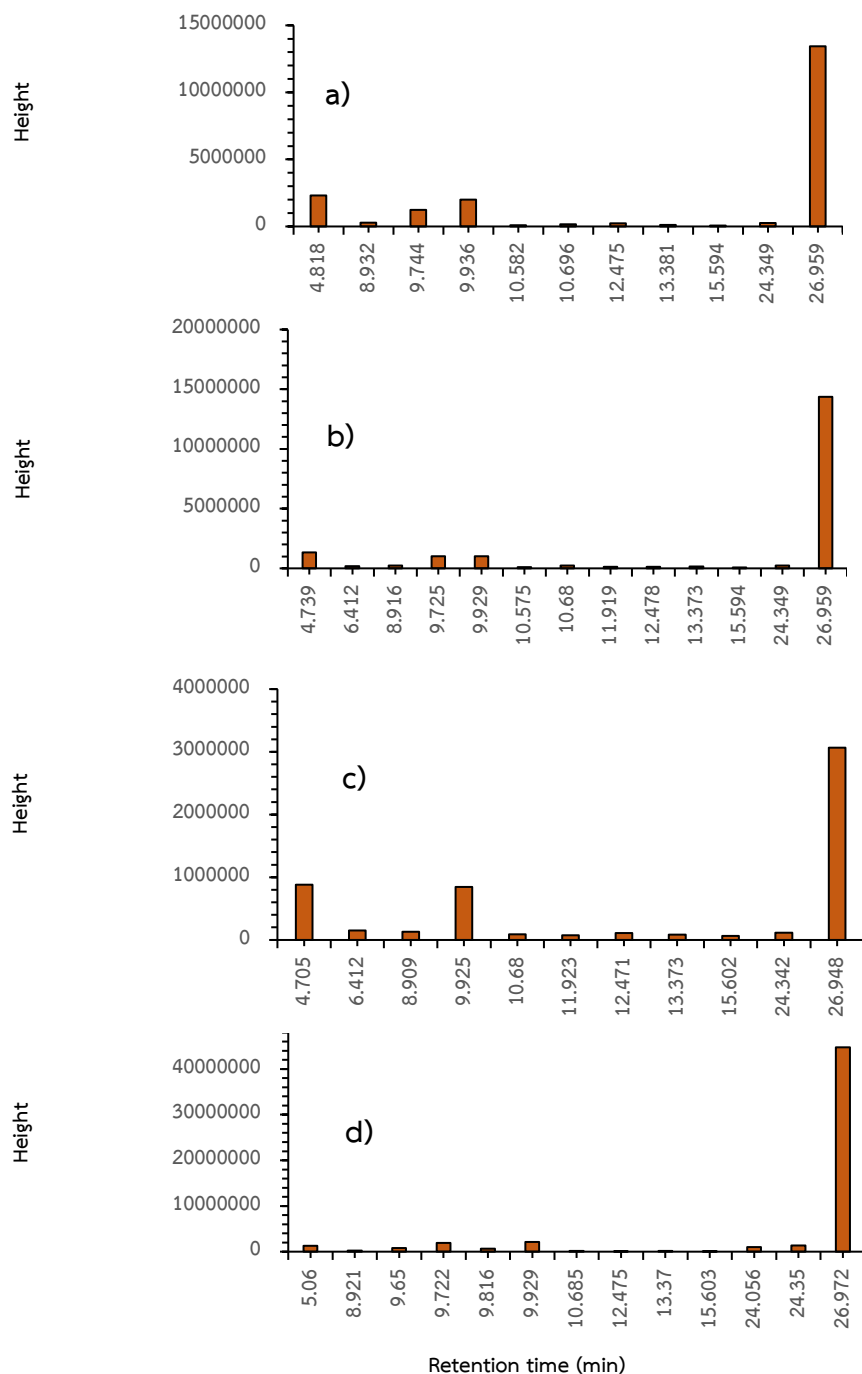 Height
15000000
10000000
5000000
0
a)
4.818 8.932 9.744 9.936 10.582 10.696 12.475 13.381 15.594 24.349 26.959
Height
20000000
15000000
10000000
5000000
0
b)
4.739 6.412 8.916 9.725 9.929 10.575 10.68 11.919 12.478 13.373 15.594 24.349 26.959
Height
4000000
3000000
2000000
1000000
0
c)
4.705 6.412 8.909 9.925 10.68 11.923 12.471 13.373 15.602 24.342 26.948
Height
40000000
30000000
20000000
10000000
0
d)
5.06 8.921 9.65 9.722 9.816 9.929 10.685 12.475 13.37 15.603 24.056 24.35 26.972
Retention time (min)